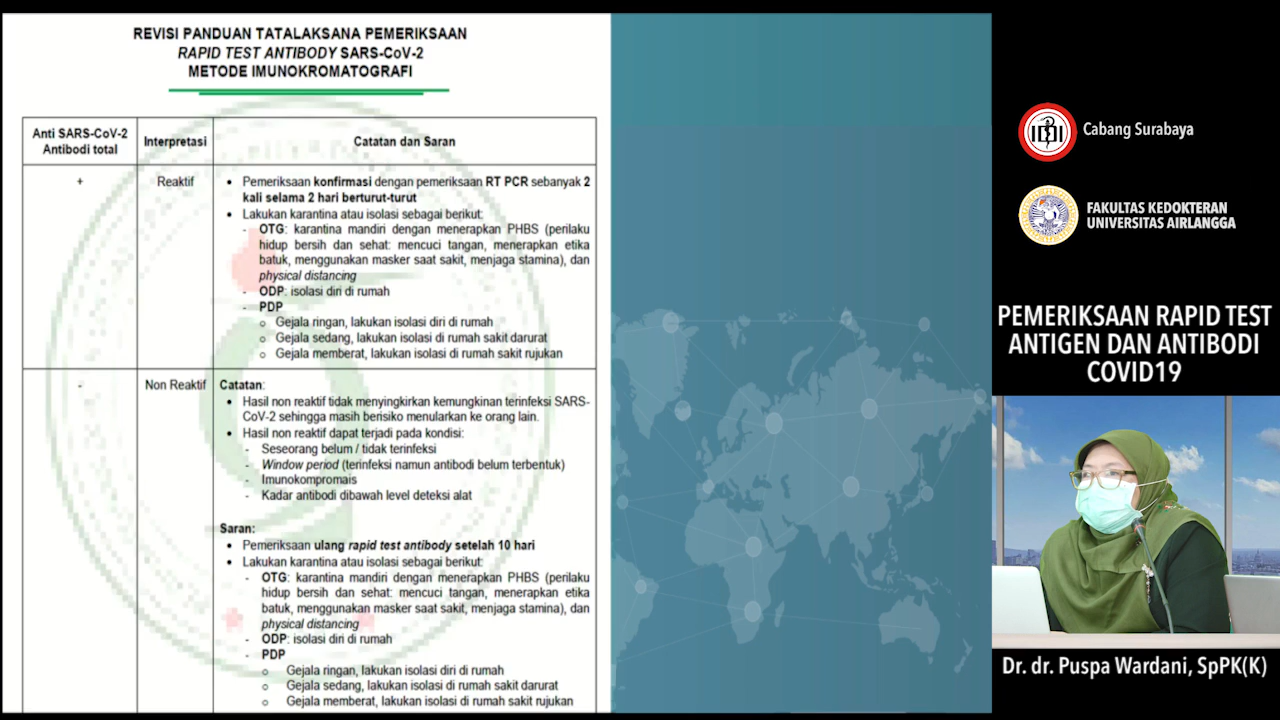 REVISI PANDUAN TATALAKSANA PEMERIKSAAN
RAPID TEST ANTIBODY SARS-CoV-2
METODE IMUNOKROMATOGRAFI
Anti SARS-CoV-2
Antibodi total
Interpretasi
Catatan dan Saran
+
Reaktif
• Pemeriksaan konfirmasi dengan pemeriksaan RT PCR sebanyak 2
kali selama 2 hari berturut-turut
• Lakukan karantina atau isolasi sebagai berikut:
- OTG: karantina mandiri dengan menerapkan PHBS (perilaku
hidup bersih dan sehat: mencuci tangan, menerapkan etika
batuk, menggunakan masker saat sakit, menjaga stamina), dan
physical distancing
- ODP: isolasi diri di rumah
- PDP
o Gejala ringan, lakukan isolasi diri di rumah
o Gejala sedang, lakukan isolasi di rumah sakit darurat
o Gejala memberat, lakukan isolasi di rumah sakit rujukan
-
Non Reaktif
Catatan:
• Hasil non reaktif tidak menyingkirkan kemungkinan terinfeksi SARS-
CoV-2 sehingga masih berisiko menularkan ke orang lain.
• Hasil non reaktif dapat terjadi pada kondisi:
- Seseorang belum / tidak terinfeksi
- Window period (terinfeksi namun antibodi belum terbentuk)
- Imunokompromais
- Kadar antibodi dibawah level deteksi alat
Saran:
• Pemeriksaan ulang rapid test antibody setelah 10 hari
• Lakukan karantina atau isolasi sebagai berikut:
- OTG: karantina mandiri dengan menerapkan PHBS (perilaku
hidup bersih dan sehat: mencuci tangan, menerapkan etika
batuk, menggunakan masker saat sakit, menjaga stamina), dan
physical distancing
- ODP: isolasi diri di rumah
- PDP
o Gejala ringan, lakukan isolasi diri di rumah
o Gejala sedang, lakukan isolasi di rumah sakit darurat
o Gejala memberat, lakukan isolasi di rumah sakit rujukan
IDI
Cabang Surabaya
FAKULTAS KEDOKTERAN
UNIVERSITAS AIRLANGGA
PEMERIKSAAN RAPID TEST
ANTIGEN DAN ANTIBODI
COVID19
Dr. dr. Puspa Wardani, SpPK(K)